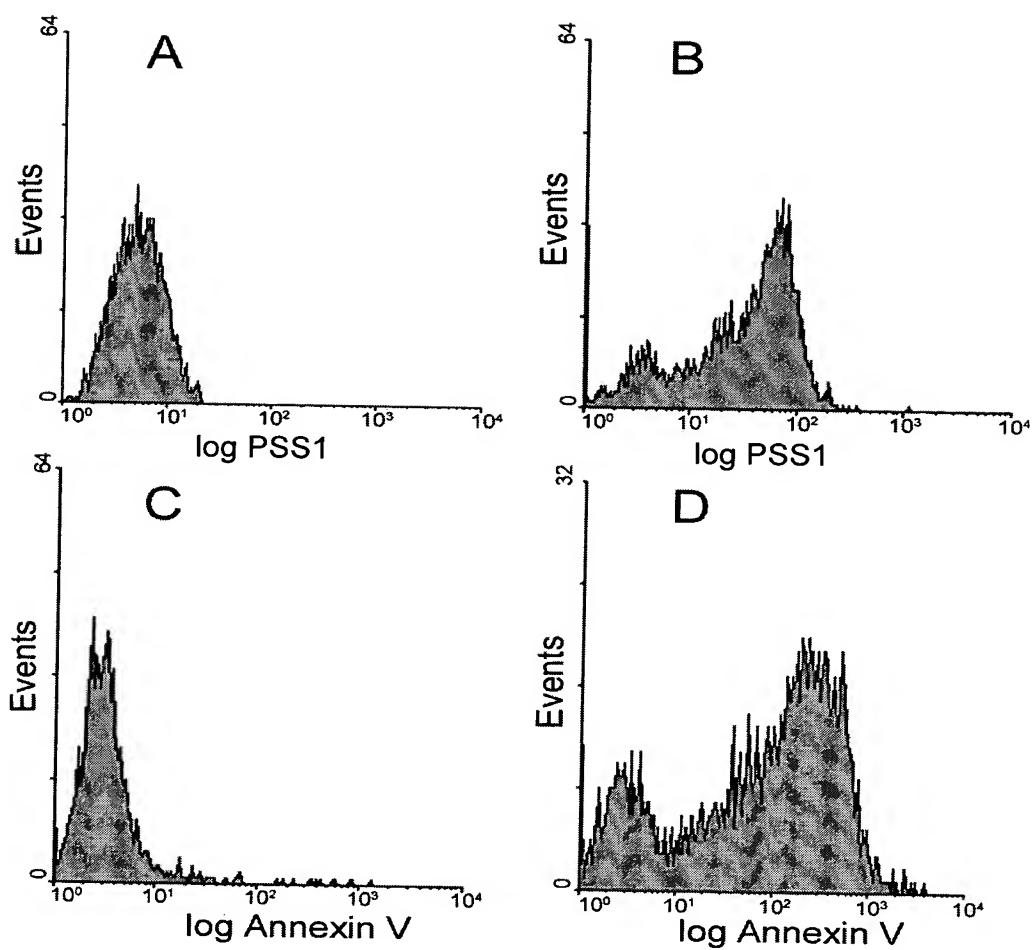 64
A
Events
0
10⁰ 10¹ 10² 10³ 10⁴
log PSS1
64
B
Events
0
10⁰ 10¹ 10² 10³ 10⁴
log PSS1
64
C
Events
0
10⁰ 10¹ 10² 10³ 10⁴
log Annexin V
32
D
Events
0
10⁰ 10¹ 10² 10³ 10⁴
log Annexin V